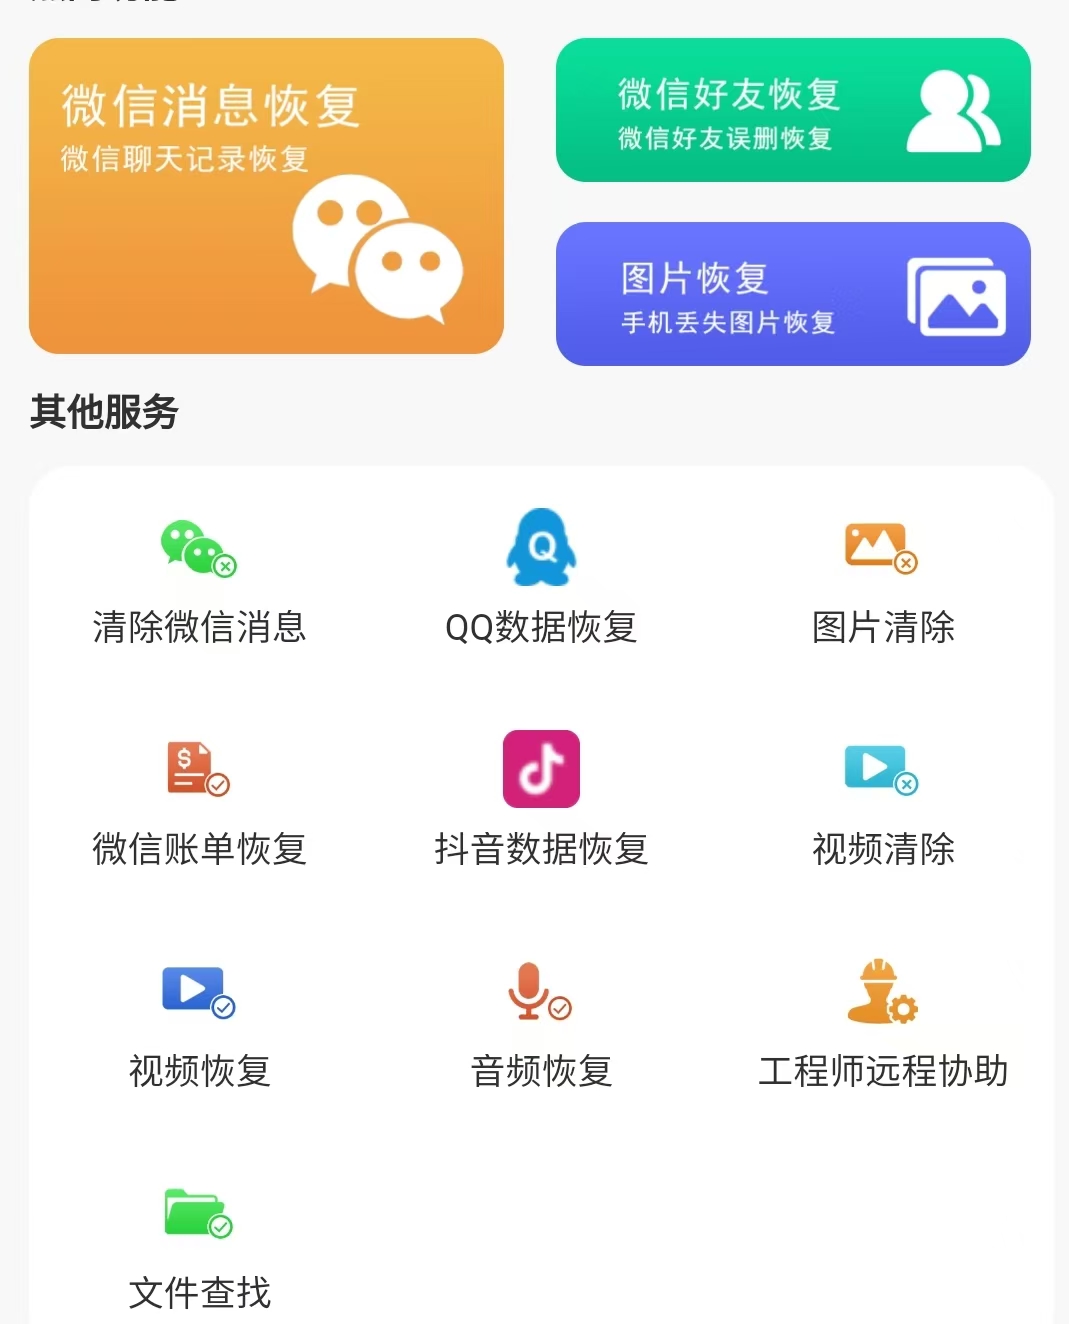 微信消息恢复
微信聊天记录恢复
微信好友恢复
微信好友误删恢复
图片恢复
手机丢失图片恢复
其他服务
清除微信消息
QQ数据恢复
图片清除
微信账单恢复
抖音数据恢复
视频清除
视频恢复
音频恢复
工程师远程协助
文件查找